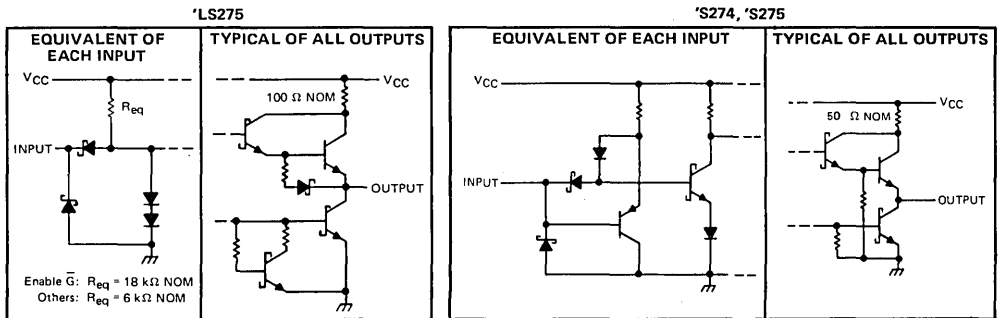 'LS275
EQUIVALENT OF
EACH INPUT
VCC
Req
INPUT
Enable G̅: Req = 18 kΩ NOM
Others: Req = 6 kΩ NOM
TYPICAL OF ALL OUTPUTS
VCC
100 Ω NOM
OUTPUT
'S274, 'S275
EQUIVALENT OF EACH INPUT
VCC
INPUT
TYPICAL OF ALL OUTPUTS
VCC
50 Ω NOM
OUTPUT